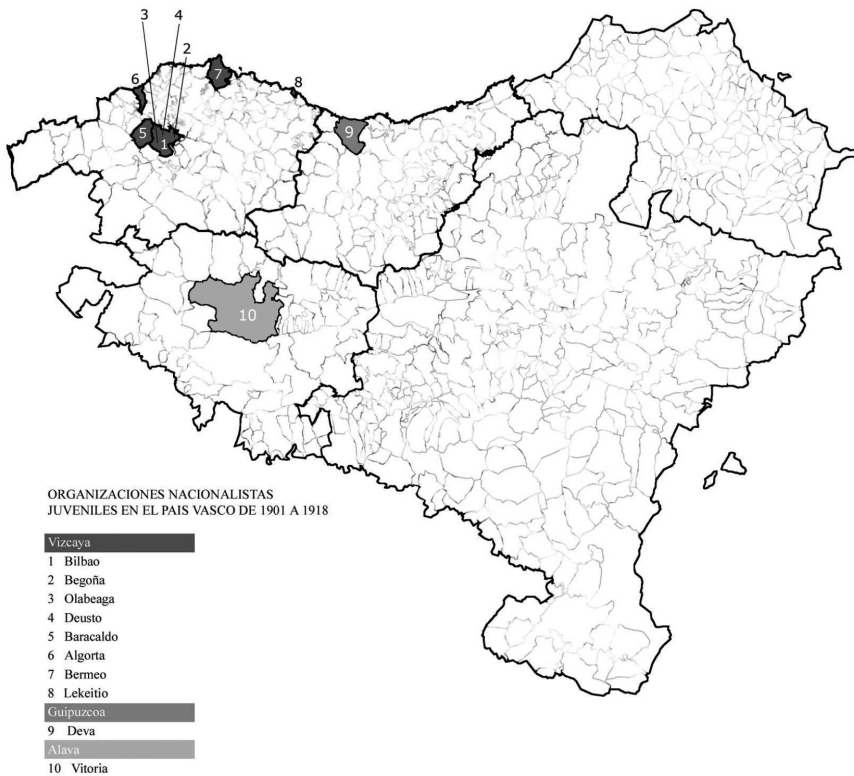 3
4
2
6
7
8
5
1
9
10
ORGANIZACIONES NACIONALISTAS
JUVENILES EN EL PAIS VASCO DE 1901 A 1918
Vizcaya
1 Bilbao
2 Begoña
3 Olabeaga
4 Deusto
5 Baracaldo
6 Algorta
7 Bermeo
8 Lekeitio
Guipuzcoa
9 Deva
Alava
10 Vitoria